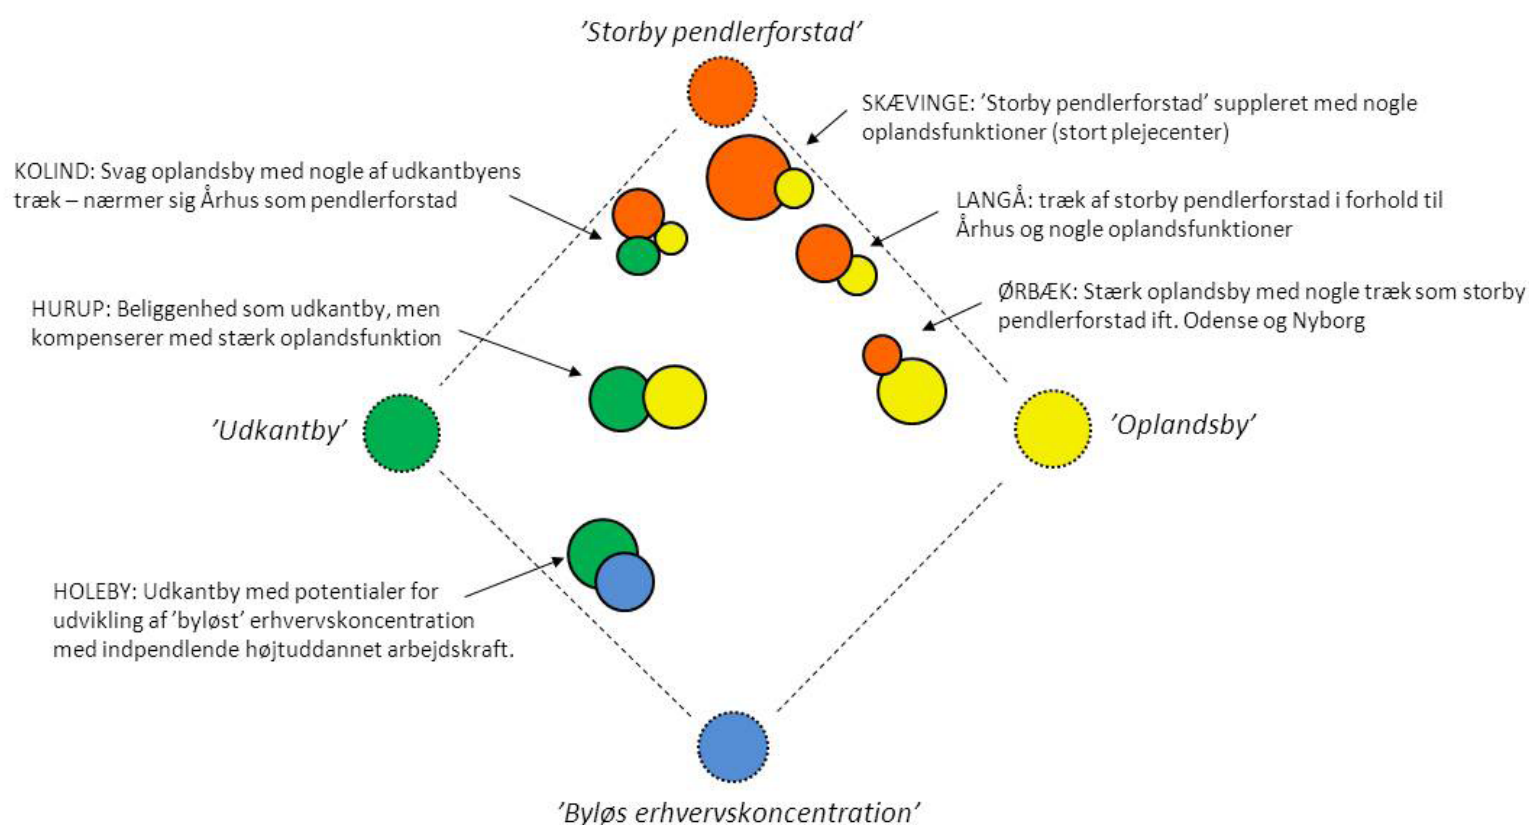 ’Storby pendlerforstad’
SKÆVINGE: ’Storby pendlerforstad’ suppleret med nogle
oplandsfunktioner (stort plejecenter)
KOLIND: Svag oplandsby med nogle af udkantbyens
træk – nærmer sig Århus som pendlerforstad
LANGÅ: træk af storby pendlerforstad i forhold til
Århus og nogle oplandsfunktioner
ØRBÆK: Stærk oplandsby med nogle træk som storby
pendlerforstad ift. Odense og Nyborg
HURUP: Beliggenhed som udkantby, men
kompenserer med stærk oplandsfunktion
’Udkantby’
’Oplandsby’
HOLEBY: Udkantby med potentialer for
udvikling af ’byløst’ erhvervskoncentration
med indpendlende højtuddannet arbejdskraft.
’Byløs erhvervskoncentration’